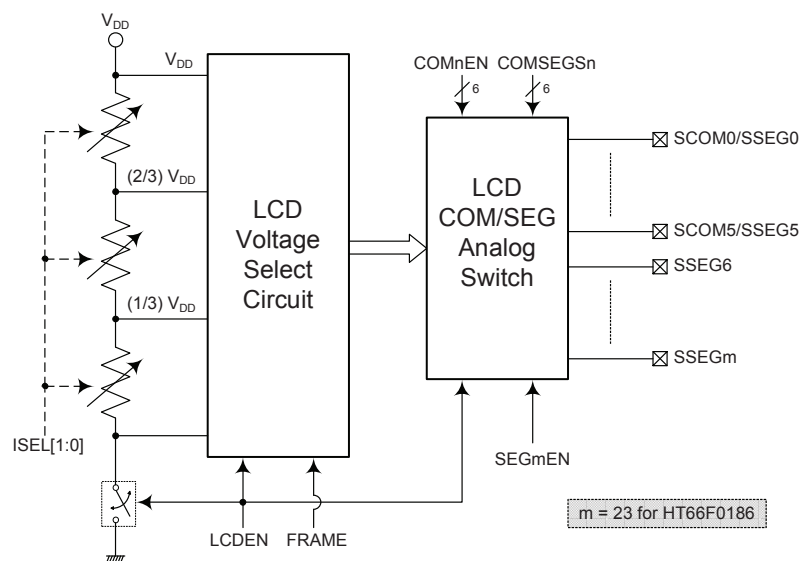 VDD
VDD
COMnEN
COMSEGSn
6
6
(2/3) VDD
(1/3) VDD
LCD
Voltage
Select
Circuit
LCD
COM/SEG
Analog
Switch
SCOM0/SSEG0
SCOM5/SSEG5
SSEG6
SSEGm
ISEL[1:0]
SEGmEN
LCDEN
FRAME
m = 23 for HT66F0186